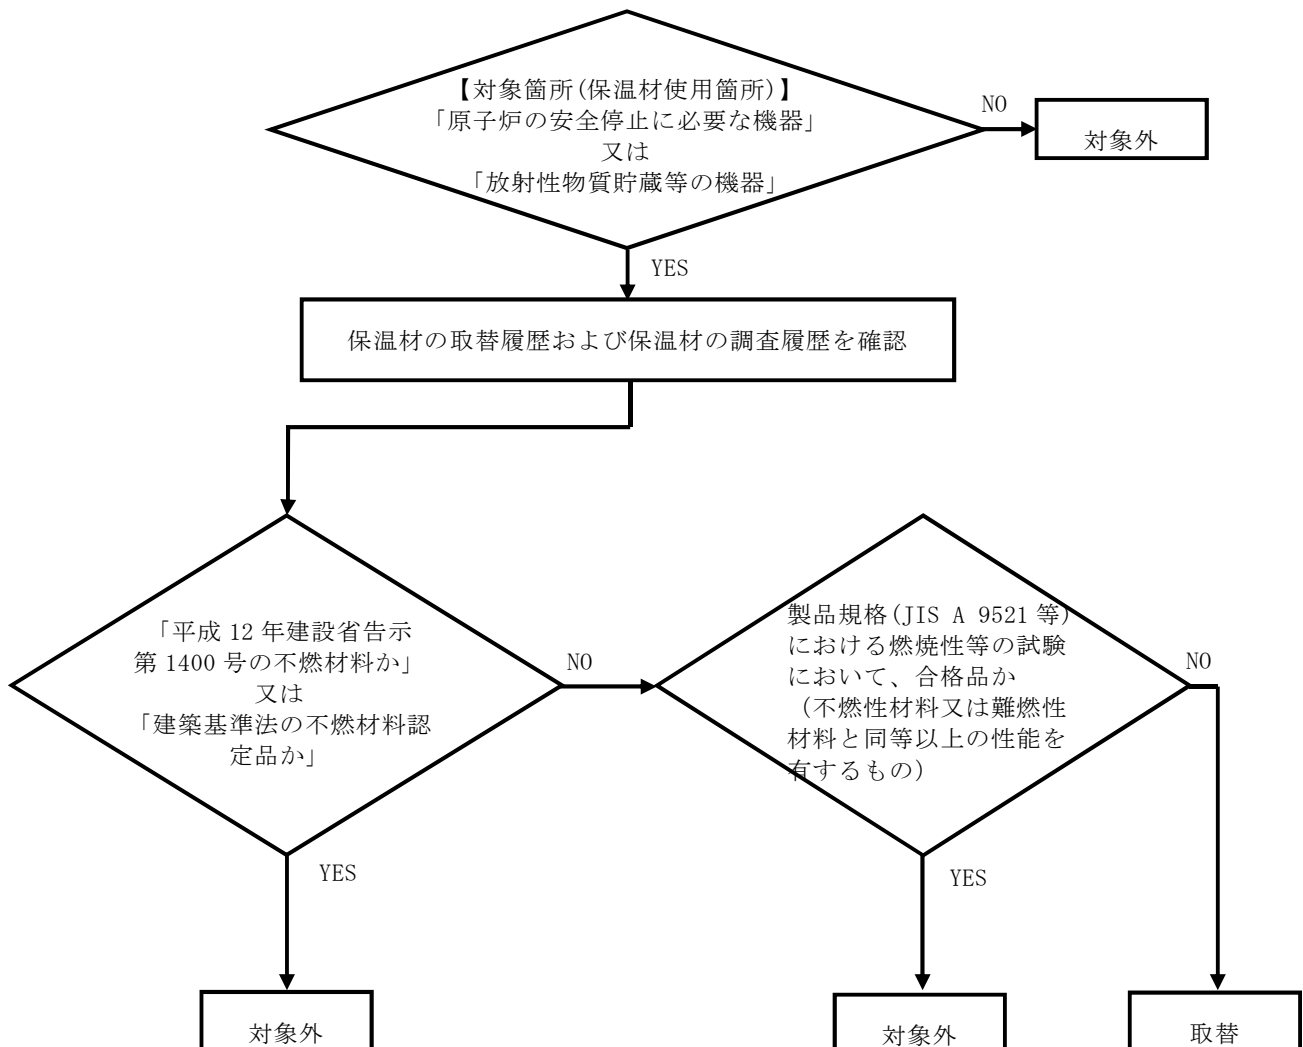 【対象箇所(保温材使用箇所)】
「原子炉の安全停止に必要な機器」
又は
「放射性物質貯蔵等の機器」
NO
対象外
YES
保温材の取替履歴および保温材の調査履歴を確認
「平成 12 年建設省告示
第 1400 号の不燃材料か」
又は
「建築基準法の不燃材料認
定品か」
NO
製品規格(JIS A 9521 等)
における燃焼性等の試験
において、合格品か
（不燃性材料又は難燃性
材料と同等以上の性能を
有するもの）
NO
YES
YES
対象外
対象外
取替